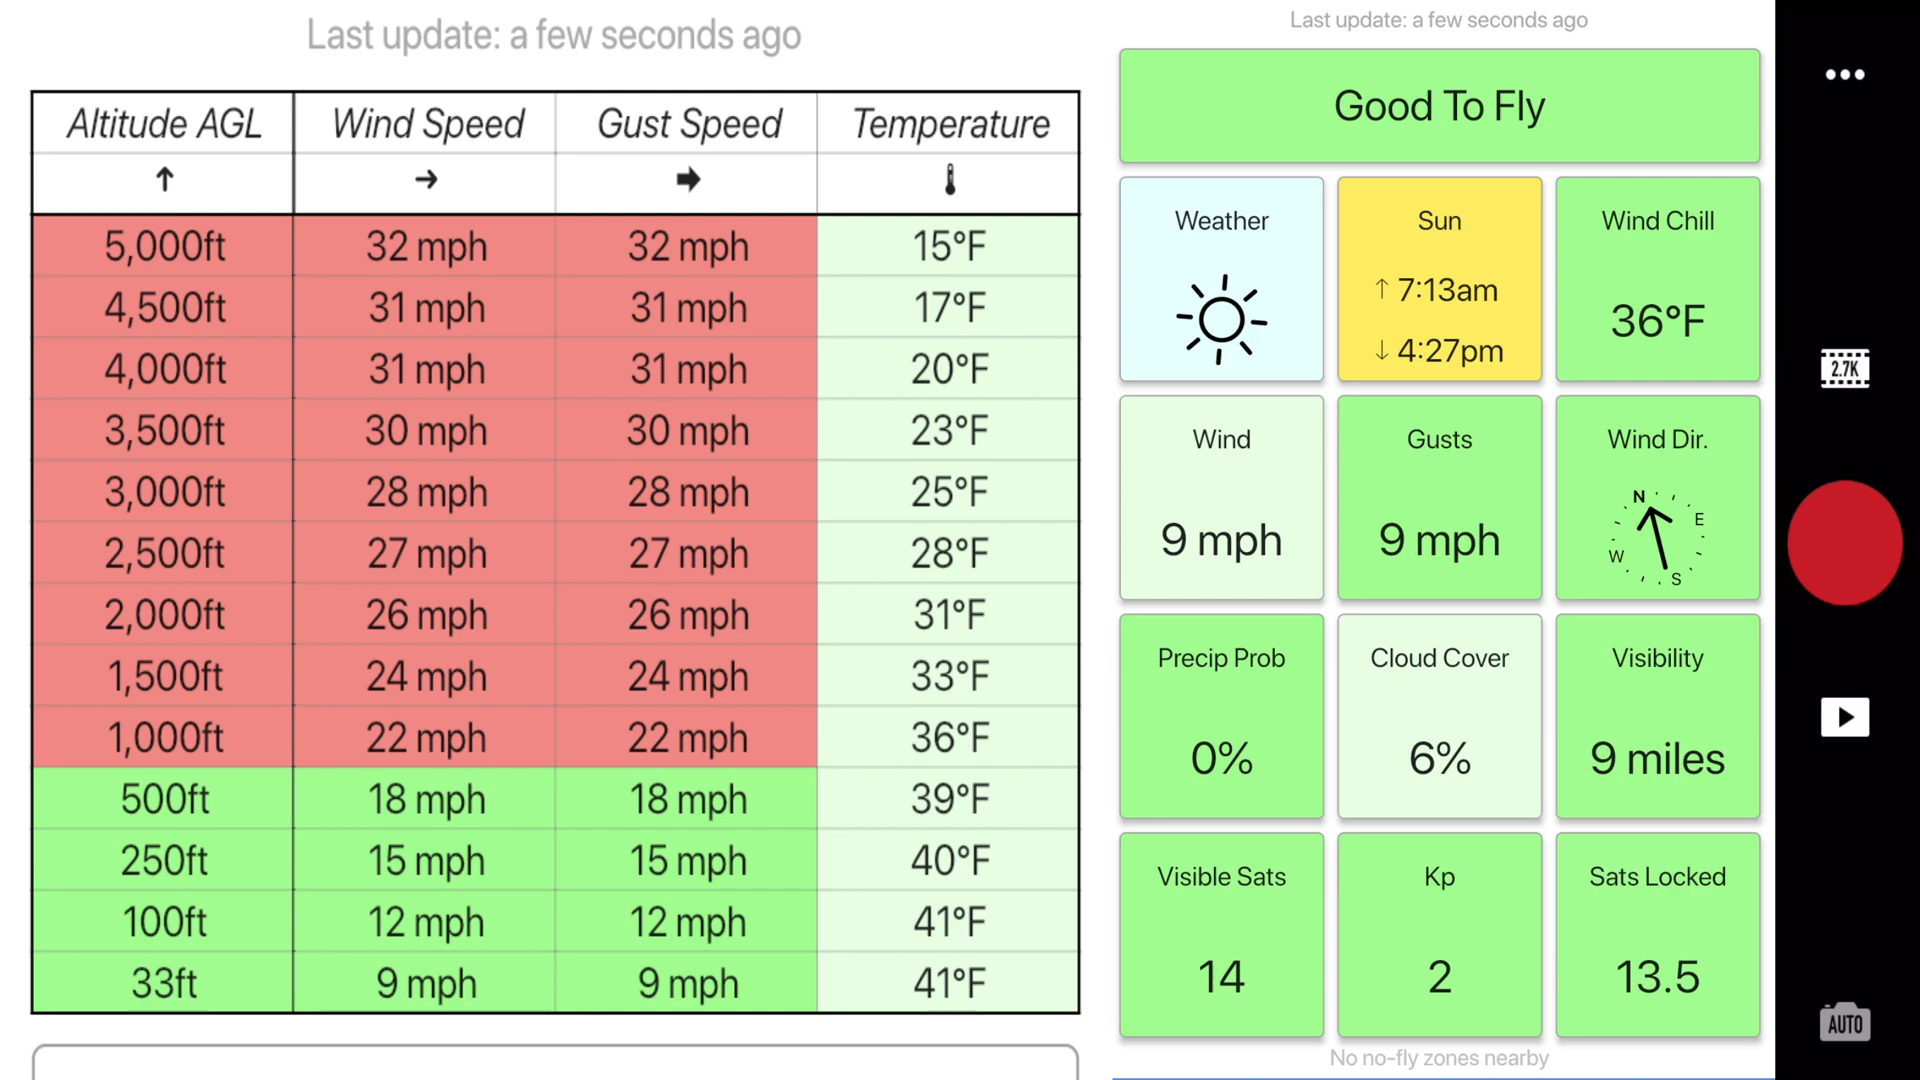 Last update: a few seconds ago
Altitude AGL Wind Speed Gust Speed Temperature
5,000ft 32 mph 32 mph 15°F
4,500ft 31 mph 31 mph 17°F
4,000ft 31 mph 31 mph 20°F
3,500ft 30 mph 30 mph 23°F
3,000ft 28 mph 28 mph 25°F
2,500ft 27 mph 27 mph 28°F
2,000ft 26 mph 26 mph 31°F
1,500ft 24 mph 24 mph 33°F
1,000ft 22 mph 22 mph 36°F
500ft 18 mph 18 mph 39°F
250ft 15 mph 15 mph 40°F
100ft 12 mph 12 mph 41°F
33ft 9 mph 9 mph 41°F
Last update: a few seconds ago
Good To Fly
Weather
Sun
↑ 7:13am
↓ 4:27pm
Wind Chill
36°F
Wind
9 mph
Gusts
9 mph
Wind Dir.
N
E
W
S
Precip Prob
0%
Cloud Cover
6%
Visibility
9 miles
Visible Sats
14
Kp
2
Sats Locked
13.5
No no-fly zones nearby
2.7K
AUTO